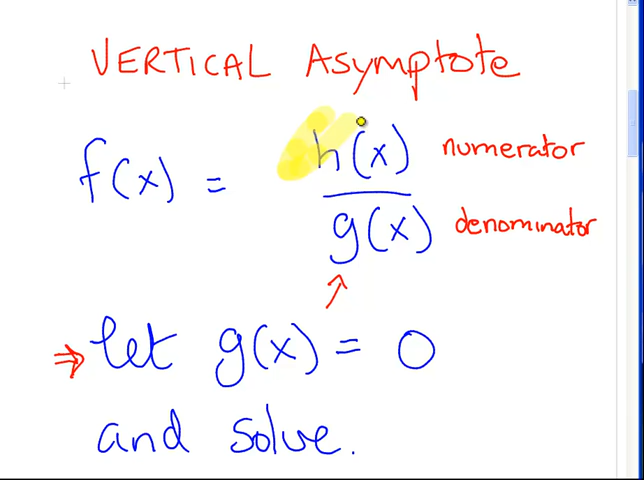 VERTICAL Asymptote
f(x) = h(x) / g(x)
numerator
denominator
let g(x) = 0
and solve.